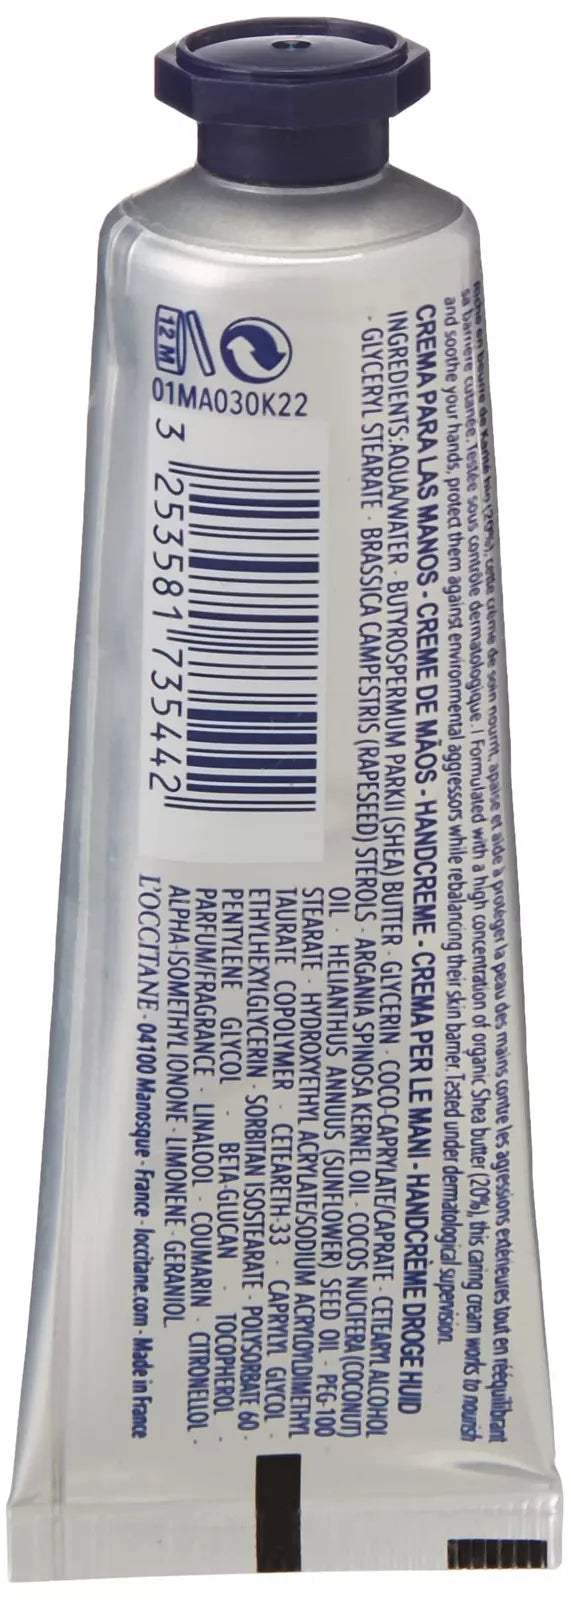 riche en beurre de Karité bio (20%), cette crème de soin nourrit, apaise et aide à protéger la peau des mains contre les agressions extérieures tout en rééquilibrant
sa barrière cutanée. Testée sous contrôle dermatologique. | Formulated with a high concentration of organic Shea butter (20%), this caring cream works to nourish
and soothe your hands, protect them against environmental aggressors while rebalancing their skin barrier. Tested under dermatological supervision.
CREMA PARA LAS MANOS - CREME DE MÃOS - HANDCREME - CREMA PER LE MANI - HANDCRÈME DROGE HUID
INGREDIENTS: AQUA/WATER · BUTYROSPERMUM PARKII (SHEA) BUTTER · GLYCERIN · COCO-CAPRYLATE/CAPRATE · CETEARYL ALCOHOL
· GLYCERYL STEARATE · BRASSICA CAMPESTRIS (RAPESEED) STEROLS · ARGANIA SPINOSA KERNEL OIL · COCOS NUCIFERA (COCONUT)
OIL · HELIANTHUS ANNUUS (SUNFLOWER) SEED OIL · PEG-100
STEARATE · HYDROXYETHYL ACRYLATE/SODIUM ACRYLOYLDIMETHYL
TAURATE COPOLYMER · CETEARETH-33 · CAPRYLYL GLYCOL ·
ETHYLHEXYLGLYCERIN · SORBITAN ISOSTEARATE · POLYSORBATE 60 ·
PENTYLENE GLYCOL · BETA-GLUCAN · TOCOPHEROL ·
PARFUM/FRAGRANCE · LINALOOL · COUMARIN · CITRONELLOL ·
ALPHA-ISOMETHYL IONONE · LIMONENE · GERANIOL
L'OCCITANE · 04100 Manosque · France · loccitane.com · Made in France
12 M
01MA030K22
3 253581 735442